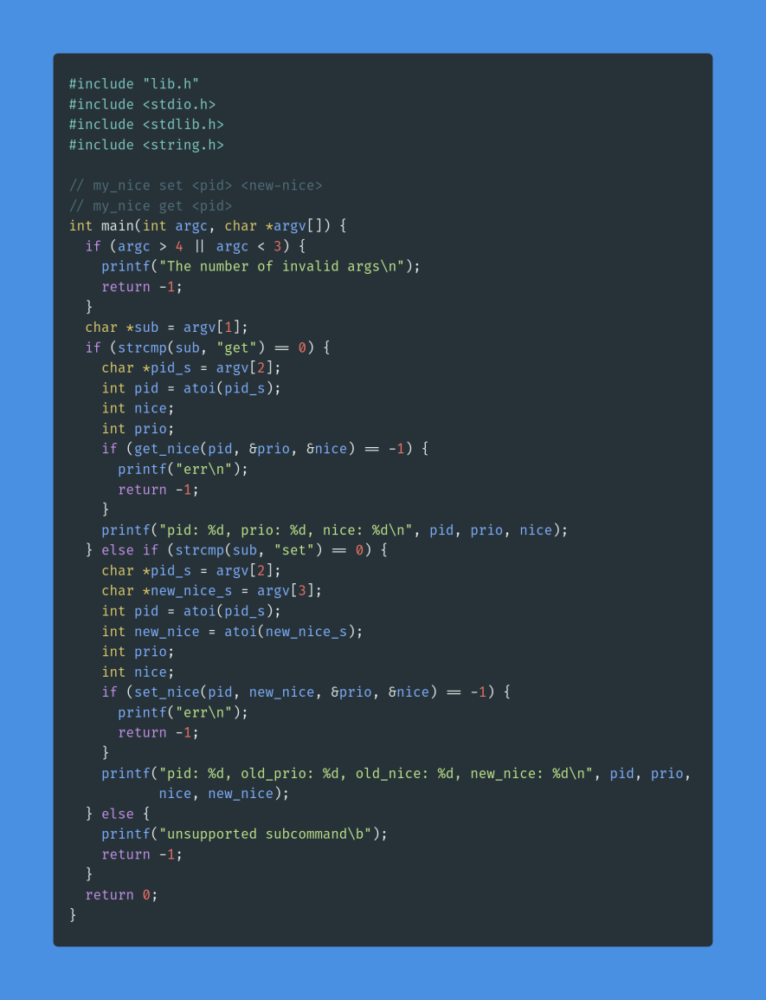 #include "lib.h"
#include <stdio.h>
#include <stdlib.h>
#include <string.h>

// my_nice set <pid> <new-nice>
// my_nice get <pid>
int main(int argc, char *argv[]) {
  if (argc > 4 || argc < 3) {
    printf("The number of invalid args\n");
    return -1;
  }
  char *sub = argv[1];
  if (strcmp(sub, "get") == 0) {
    char *pid_s = argv[2];
    int pid = atoi(pid_s);
    int nice;
    int prio;
    if (get_nice(pid, &prio, &nice) == -1) {
      printf("err\n");
      return -1;
    }
    printf("pid: %d, prio: %d, nice: %d\n", pid, prio, nice);
  } else if (strcmp(sub, "set") == 0) {
    char *pid_s = argv[2];
    char *new_nice_s = argv[3];
    int pid = atoi(pid_s);
    int new_nice = atoi(new_nice_s);
    int prio;
    int nice;
    if (set_nice(pid, new_nice, &prio, &nice) == -1) {
      printf("err\n");
      return -1;
    }
    printf("pid: %d, old_prio: %d, old_nice: %d, new_nice: %d\n", pid, prio,
           nice, new_nice);
  } else {
    printf("unsupported subcommand\b");
    return -1;
  }
  return 0;
}